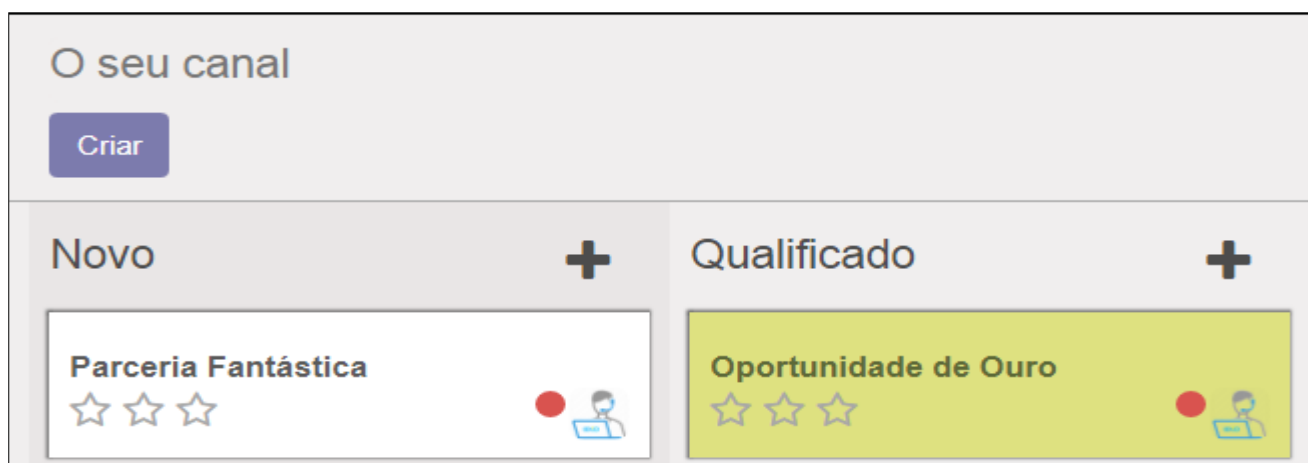 O seu canal
Criar
Novo
Qualificado
Parceria Fantástica
Oportunidade de Ouro